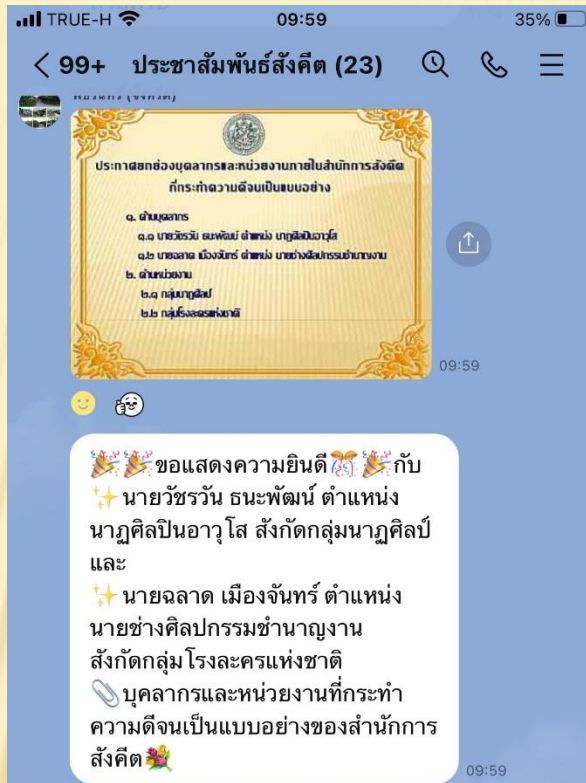 TRUE-H 09:59 35%
99+ ประชาสัมพันธ์สังคีต (23)
ประกาศยกย่องบุคลากรและหน่วยงานภายในสำนักการสังคีต
ที่กระทำความดีจนเป็นแบบอย่าง
๑. ด้านบุคลากร
๑.๑ นายวัชรวัน ธนะพัฒน์ ตำแหน่ง นาฏศิลปินอาวุโส
๑.๒ นายฉลาด เมืองจันทร์ ตำแหน่ง นายช่างศิลปกรรมชำนาญงาน
๒. ด้านหน่วยงาน
๒.๑ กลุ่มนาฏศิลป์
๒.๒ กลุ่มโรงละครแห่งชาติ
09:59
🎉🎉ขอแสดงความยินดี🎊🎉กับ
✨นายวัชรวัน ธนะพัฒน์ ตำแหน่ง
นาฏศิลปินอาวุโส สังกัดกลุ่มนาฏศิลป์
และ
✨นายฉลาด เมืองจันทร์ ตำแหน่ง
นายช่างศิลปกรรมชำนาญงาน
สังกัดกลุ่มโรงละครแห่งชาติ
📎บุคลากรและหน่วยงานที่กระทำ
ความดีจนเป็นแบบอย่างของสำนักการ
สังคีต💐
09:59